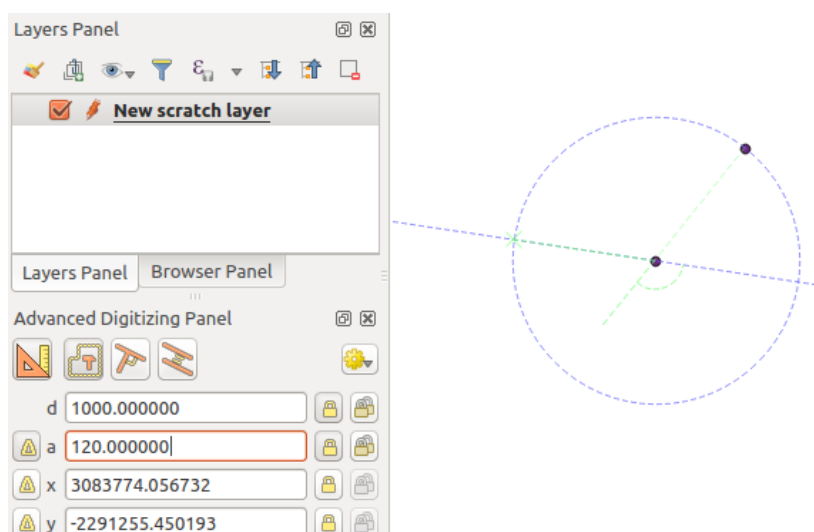 Layers Panel
New scratch layer
Layers Panel Browser Panel
Advanced Digitizing Panel
d 1000.000000
a 120.000000
x 3083774.056732
y -2291255.450193